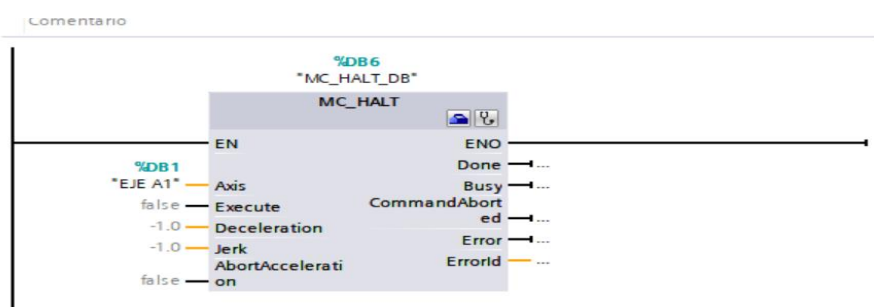 Comentario
%DB6
"MC_HALT_DB"
MC_HALT
EN ENO
Done ...
%DB1
"EJE A1" Axis Busy ...
false Execute CommandAborted ...
-1.0 Deceleration
-1.0 Jerk Error ...
false AbortAcceleration ErrorId ...